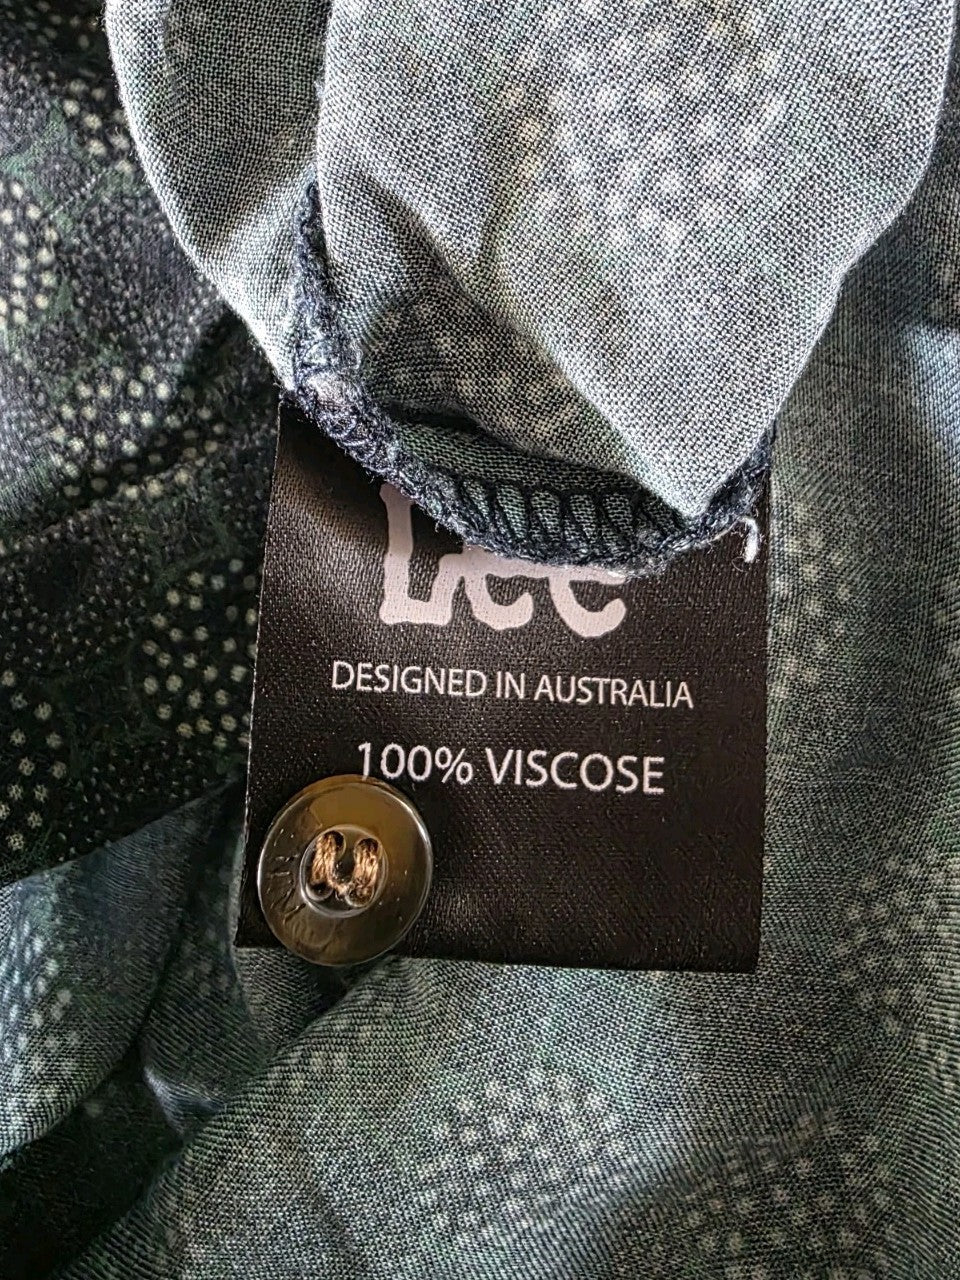 Lee
DESIGNED IN AUSTRALIA
100% VISCOSE